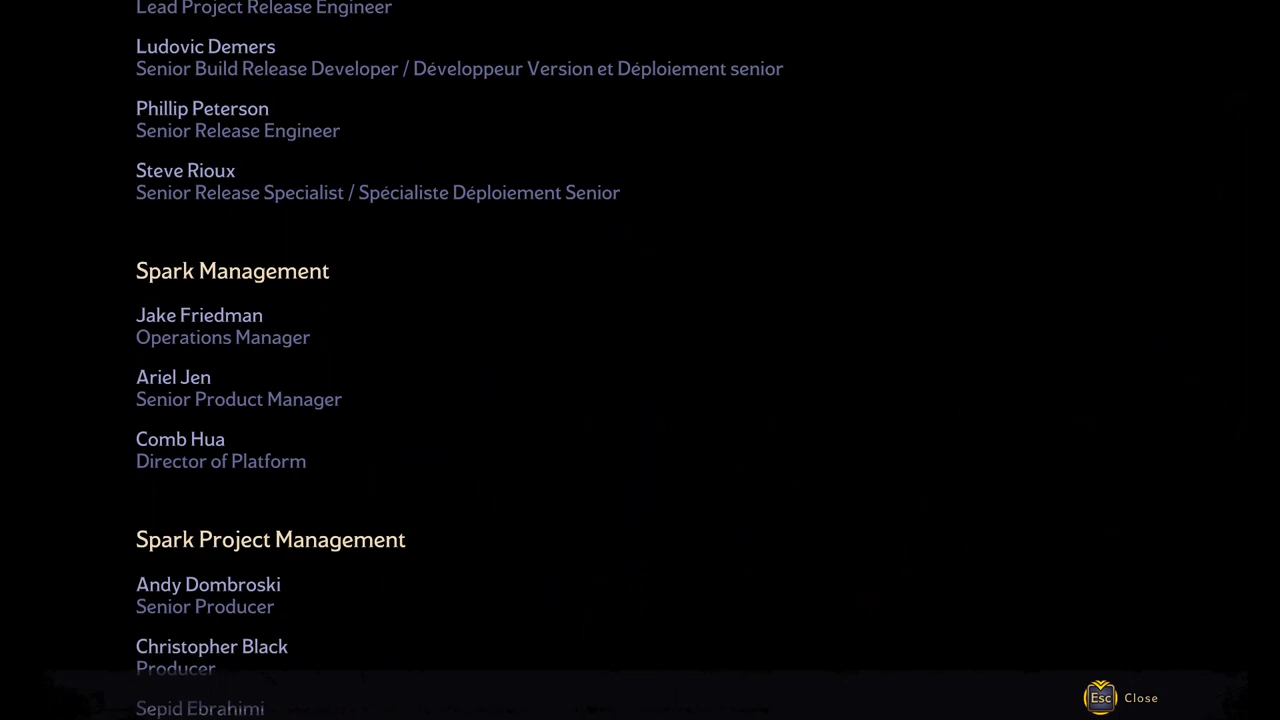 Lead Project Release Engineer
Ludovic Demers
Senior Build Release Developer / Développeur Version et Déploiement senior
Phillip Peterson
Senior Release Engineer
Steve Rioux
Senior Release Specialist / Spécialiste Déploiement Senior
Spark Management
Jake Friedman
Operations Manager
Ariel Jen
Senior Product Manager
Comb Hua
Director of Platform
Spark Project Management
Andy Dombroski
Senior Producer
Christopher Black
Producer
Sepid Ebrahimi
Esc Close